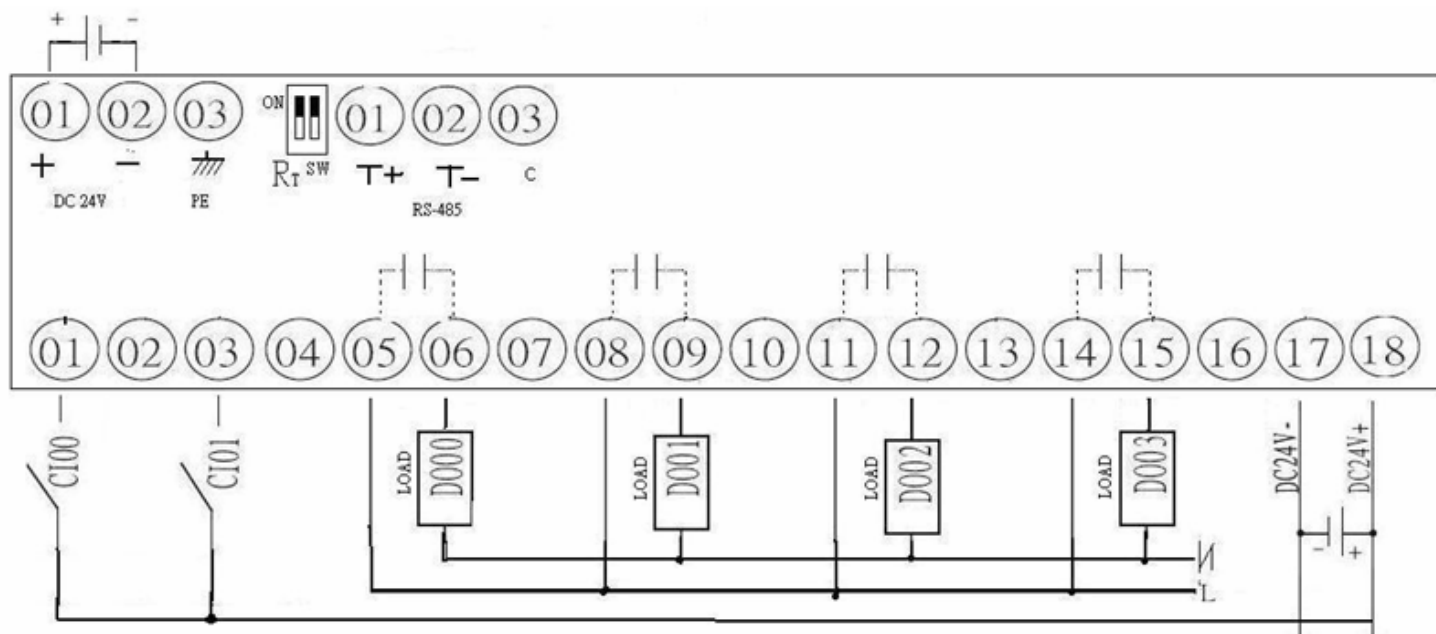 + -
01 02 03 ON 01 02 03
+ - RT SW T+ T- C
DC 24V PE RS-485
01 02 03 04 05 06 07 08 09 10 11 12 13 14 15 16 17 18
CI00 CI01 LOAD DO00 LOAD DO01 LOAD DO02 LOAD DO03 DC24V- DC24V+
- +
N
L